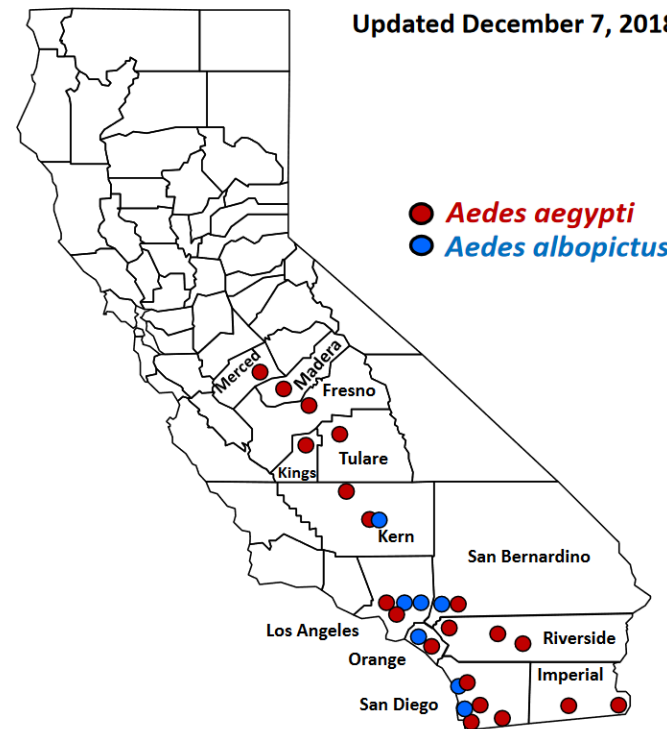 Updated December 7, 2018
Aedes aegypti
Aedes albopictus
Merced
Madera
Fresno
Tulare
Kings
Kern
San Bernardino
Los Angeles
Orange
Riverside
Imperial
San Diego